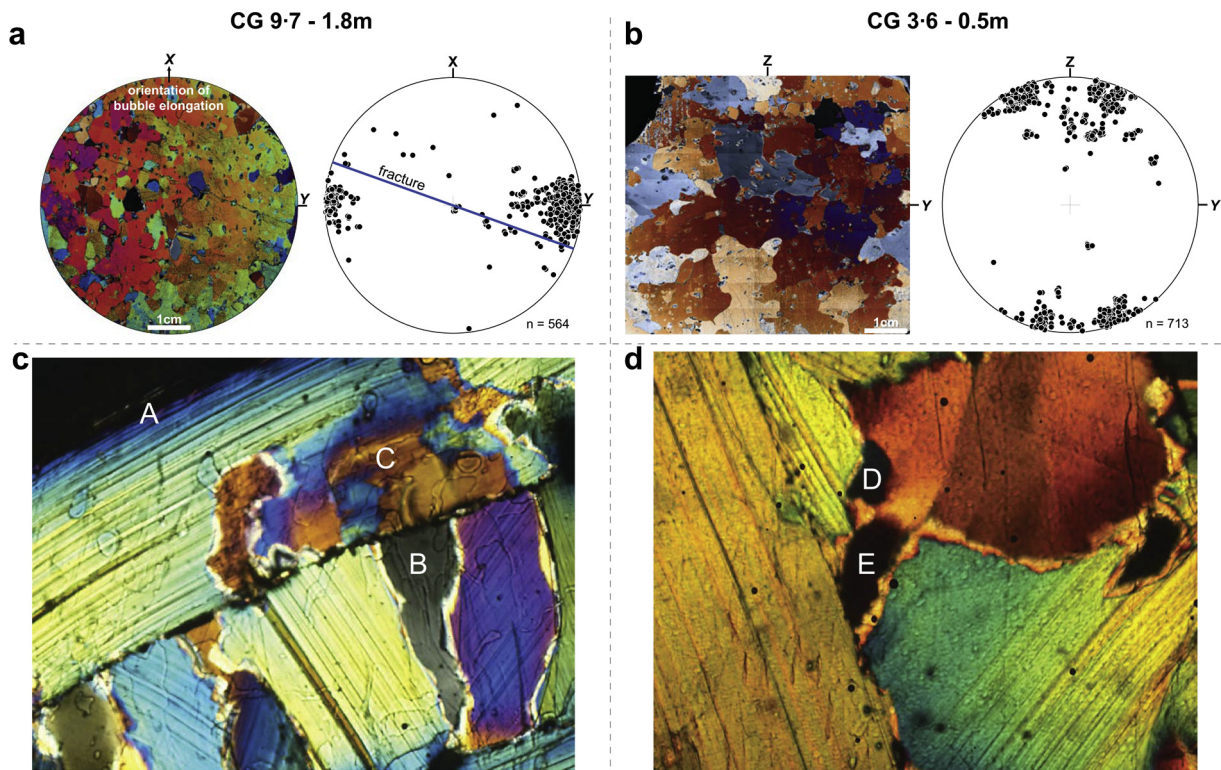 CG 9·7 - 1.8m
CG 3·6 - 0.5m
a
X
orientation of
bubble elongation
Y
1cm
X
fracture
Y
n = 564
b
Z
Y
1cm
Z
Y
n = 713
c
A
C
B
d
D
E